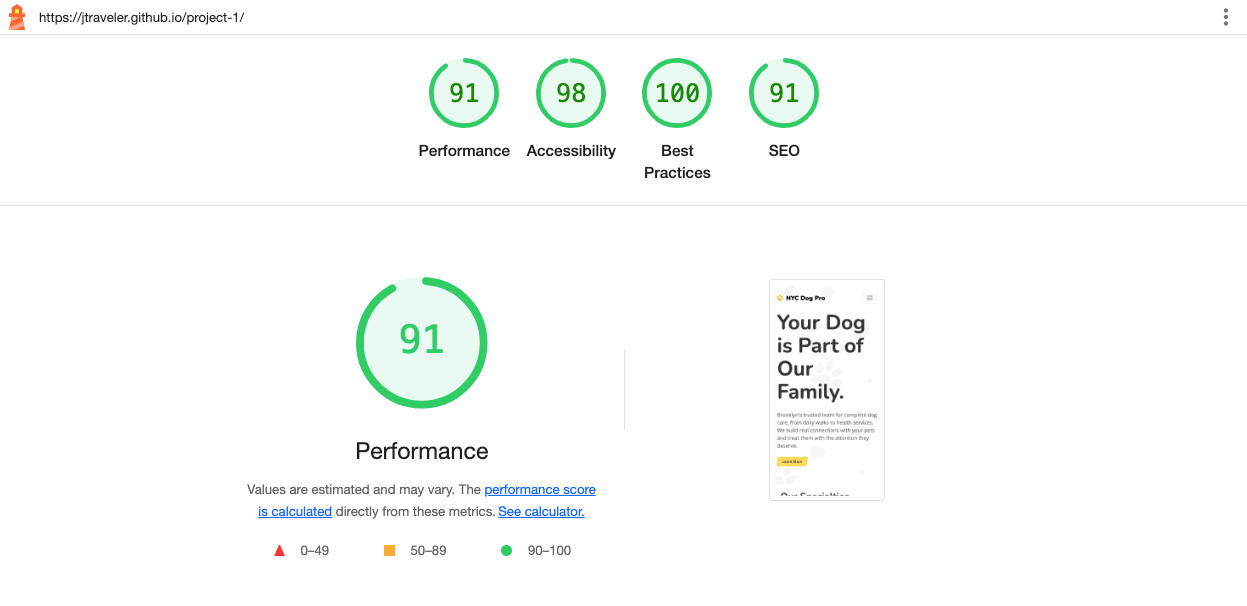 https://jtraveler.github.io/project-1/
91
98
100
91
Performance
Accessibility
Best
Practices
SEO
91
Performance
Values are estimated and may vary. The performance score
is calculated directly from these metrics. See calculator.
0–49
50–89
90–100
NYC Dog Pro
Your Dog
is Part of
Our
Family.
Brooklyn's trusted team for complete dog
care, from daily walks to health services.
We build real connections with your pets
and treat them with the attention they
deserve.
Learn More
Our Specialties